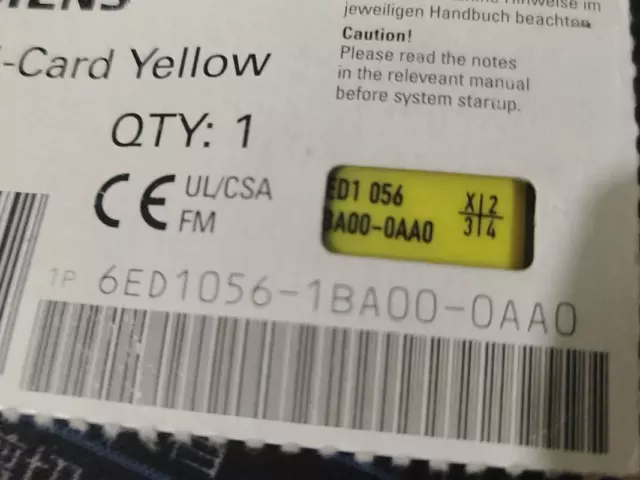 jeweiligen Handbuch beachten
Caution!
Please read the notes
in the releveant manual
before system startup.
-Card Yellow
QTY: 1
CE UL/CSA
FM
ED1 056
BA00-0AA0
X 2
3 4
1P 6ED1056-1BA00-0AA0